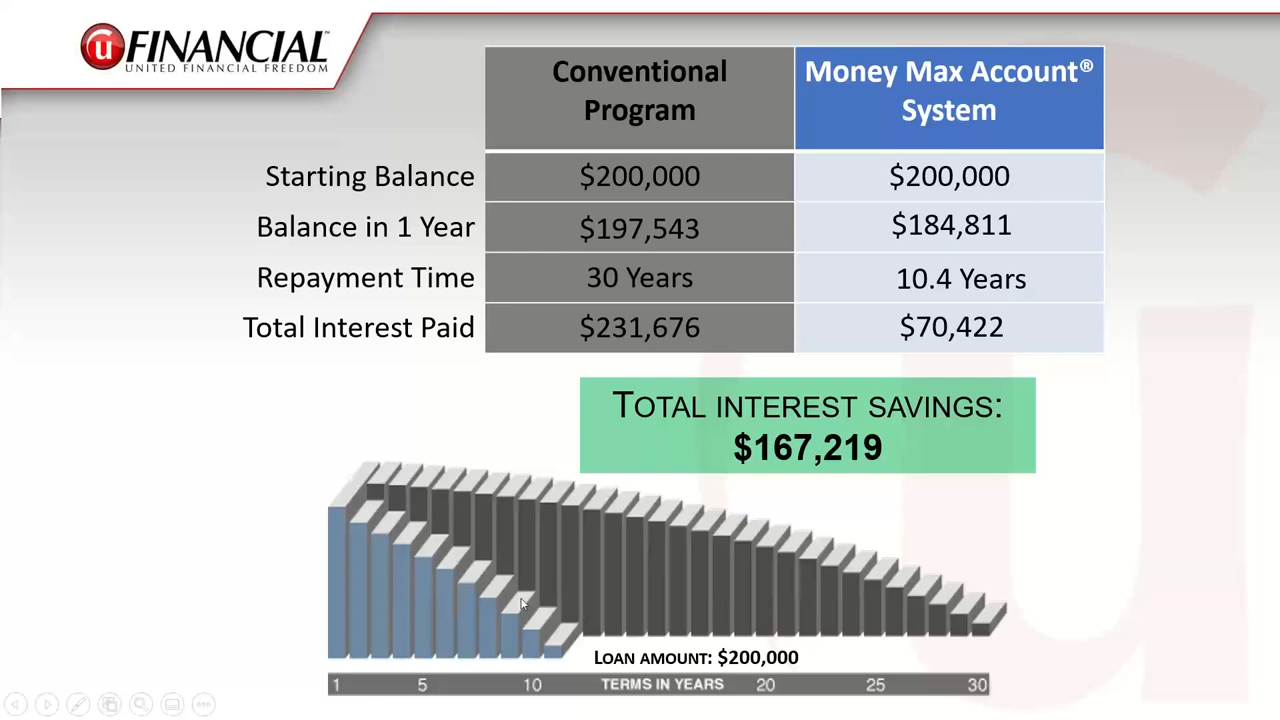 uFINANCIAL™
UNITED FINANCIAL FREEDOM
Conventional
Program
Money Max Account®
System
Starting Balance $200,000 $200,000
Balance in 1 Year $197,543 $184,811
Repayment Time 30 Years 10.4 Years
Total Interest Paid $231,676 $70,422
TOTAL INTEREST SAVINGS:
$167,219
LOAN AMOUNT: $200,000
1 5 10 TERMS IN YEARS 20 25 30